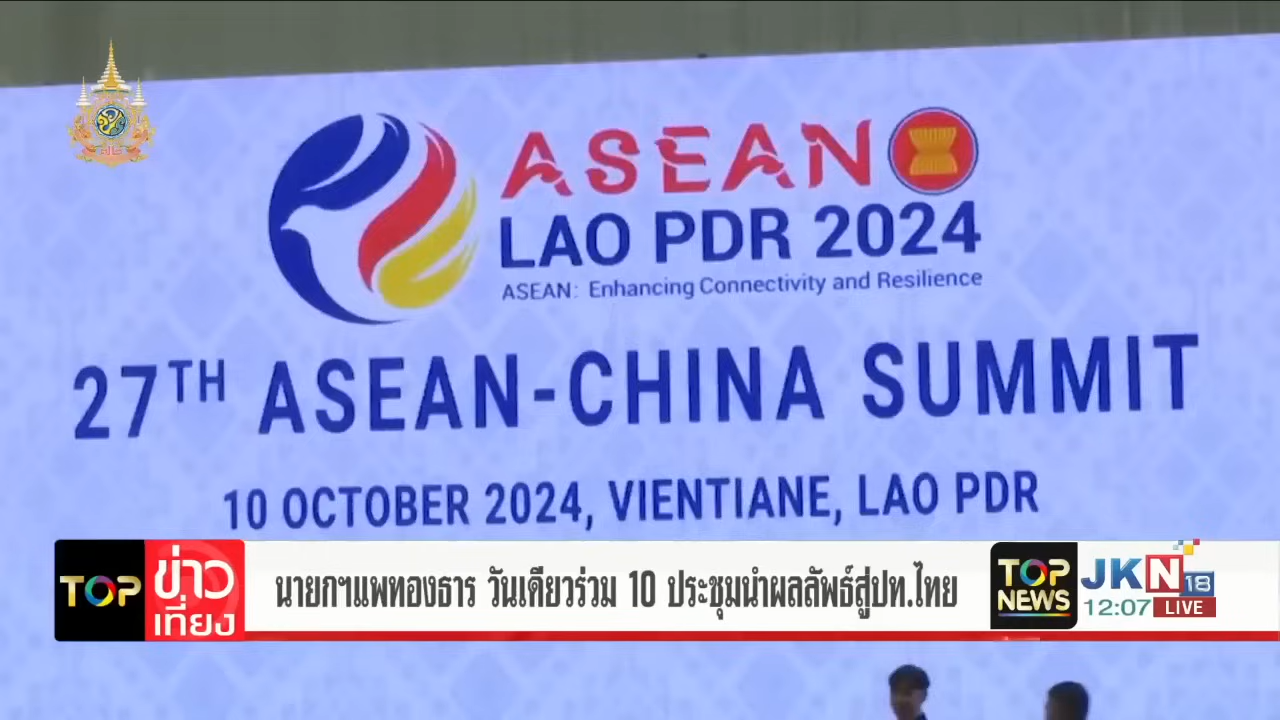 ASEAN
LAO PDR 2024
ASEAN: Enhancing Connectivity and Resilience
27TH ASEAN-CHINA SUMMIT
10 OCTOBER 2024, VIENTIANE, LAO PDR
TOP ข่าวเที่ยง
นายกฯแพทองธาร วันเดียวร่วม 10 ประชุมนำผลลัพธ์สู่ปท.ไทย
TOP NEWS
JKN 18
12:07 LIVE